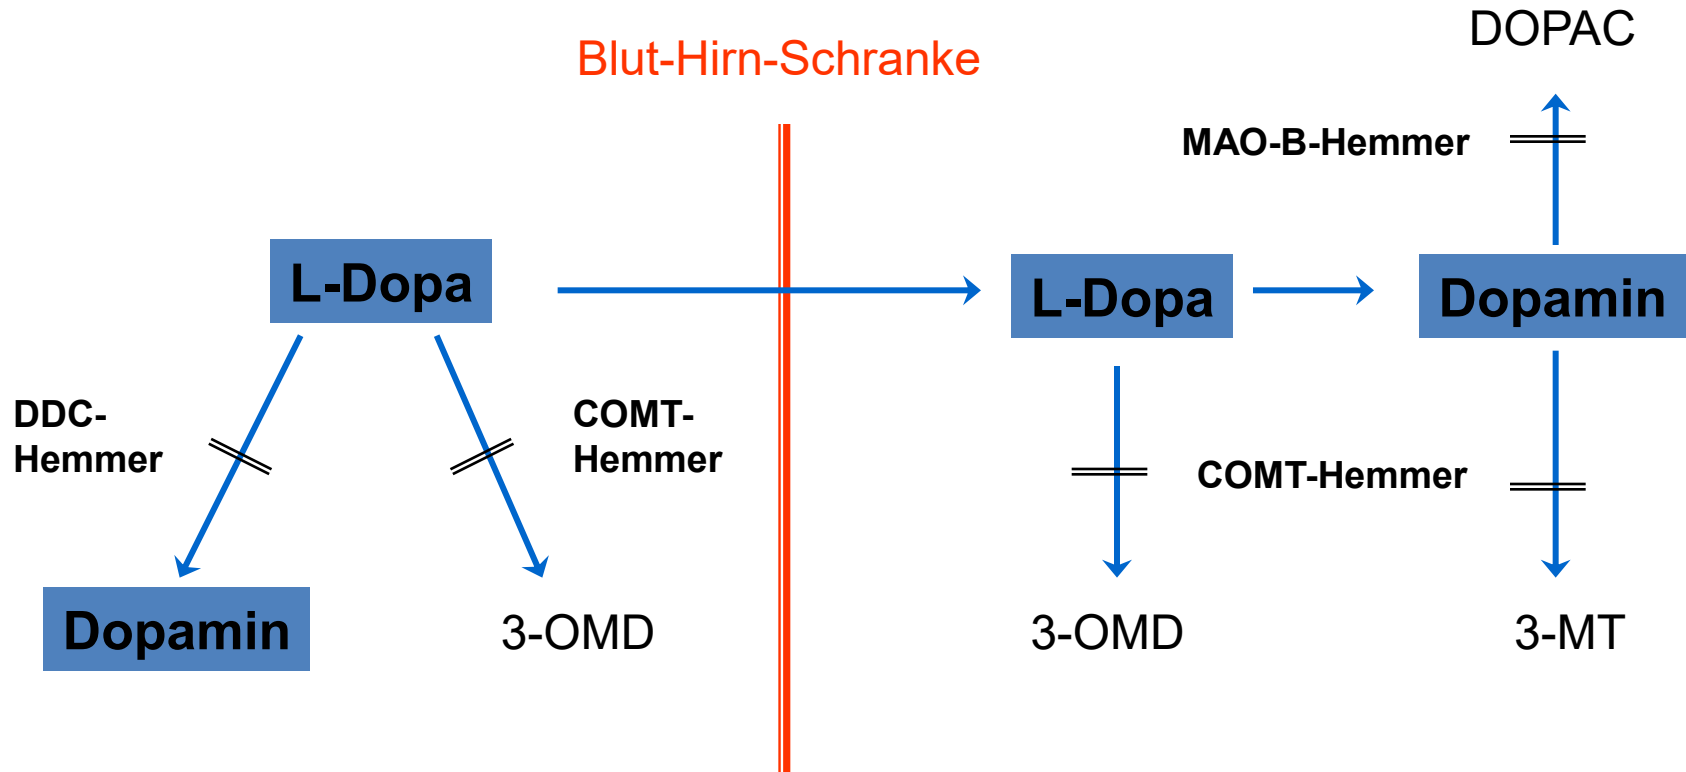 DOPAC
Blut-Hirn-Schranke
MAO-B-Hemmer
L-Dopa
L-Dopa
Dopamin
DDC-
Hemmer
COMT-
Hemmer
COMT-Hemmer
Dopamin
3-OMD
3-OMD
3-MT